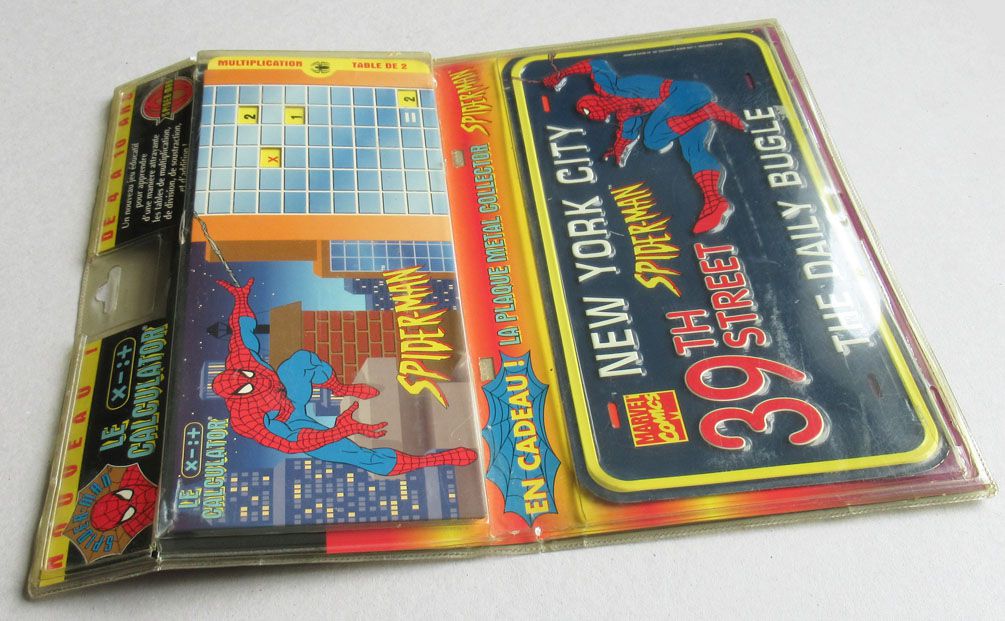 NOUVEAU !
DE 4 A 10 ANS
SPIDER-MAN
LE x-:+
CALCULATOR
Un nouveau jeu éducatif
pour apprendre
d'une manière attrayante
les tables de multiplication,
de division, de soustraction,
et d'addition !
MULTIPLICATION
TABLE DE 2
2 x 1 = 2
LE x-:+
CALCULATOR
SPIDER-MAN
EN CADEAU !
LA PLAQUE METAL COLLECTOR
SPIDER-MAN
NEW YORK CITY
SPIDER-MAN
MARVEL
COMICS
39 TH
STREET
THE DAILY BUGLE